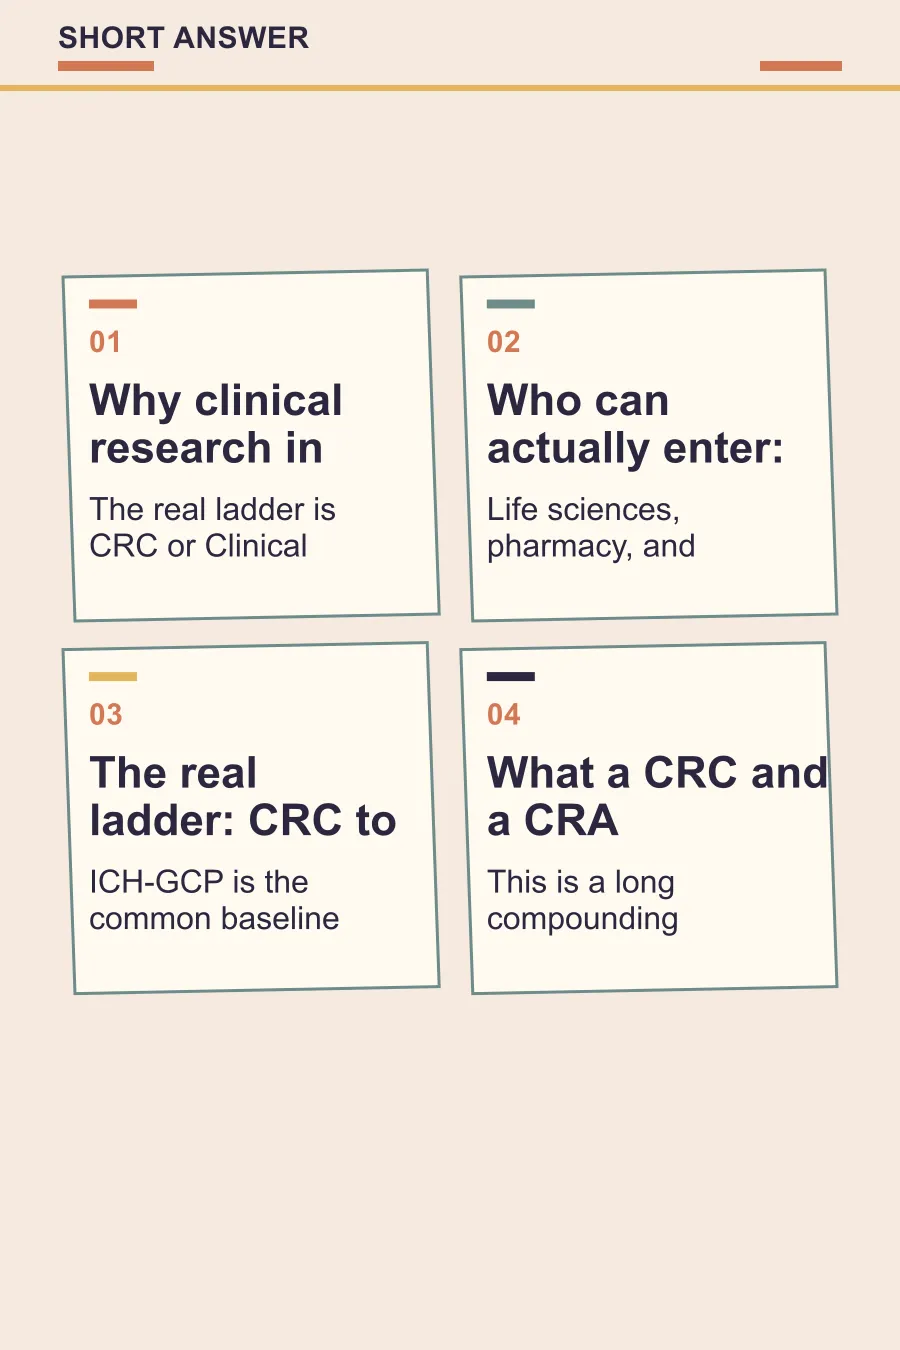 SHORT ANSWER
01
Why clinical
research in
The real ladder is
CRC or Clinical
02
Who can
actually enter:
Life sciences,
pharmacy, and
03
The real
ladder: CRC to
ICH-GCP is the
common baseline
04
What a CRC and
a CRA
This is a long
compounding